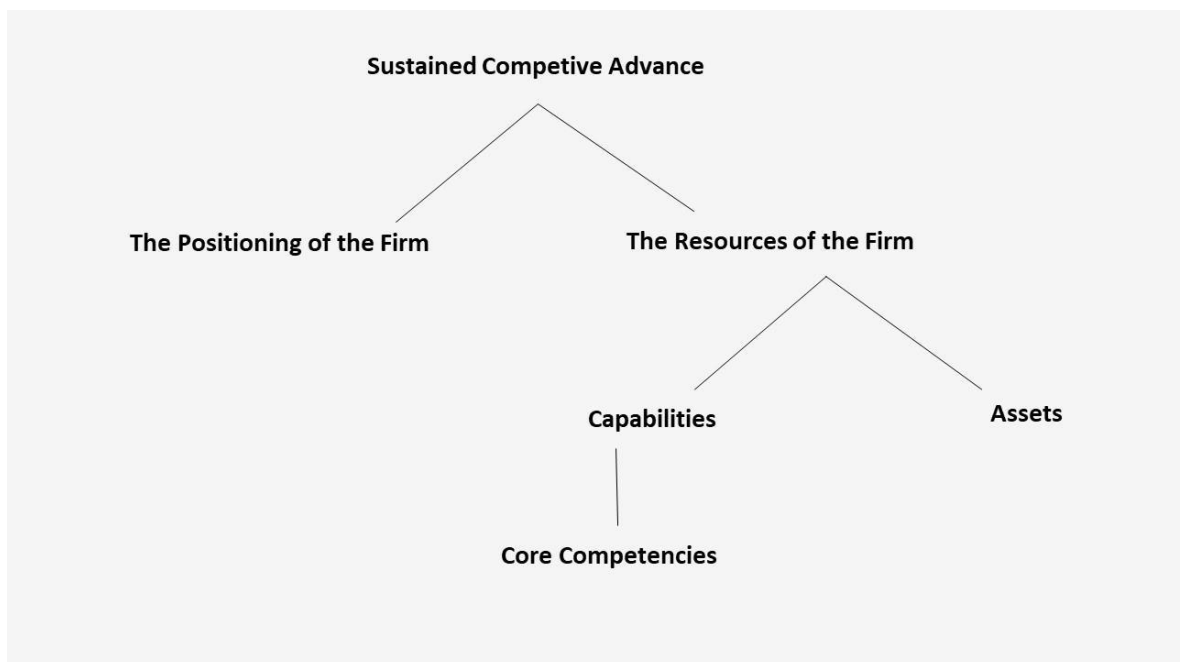 Sustained Competive Advance
The Positioning of the Firm
The Resources of the Firm
Capabilities
Assets
Core Competencies